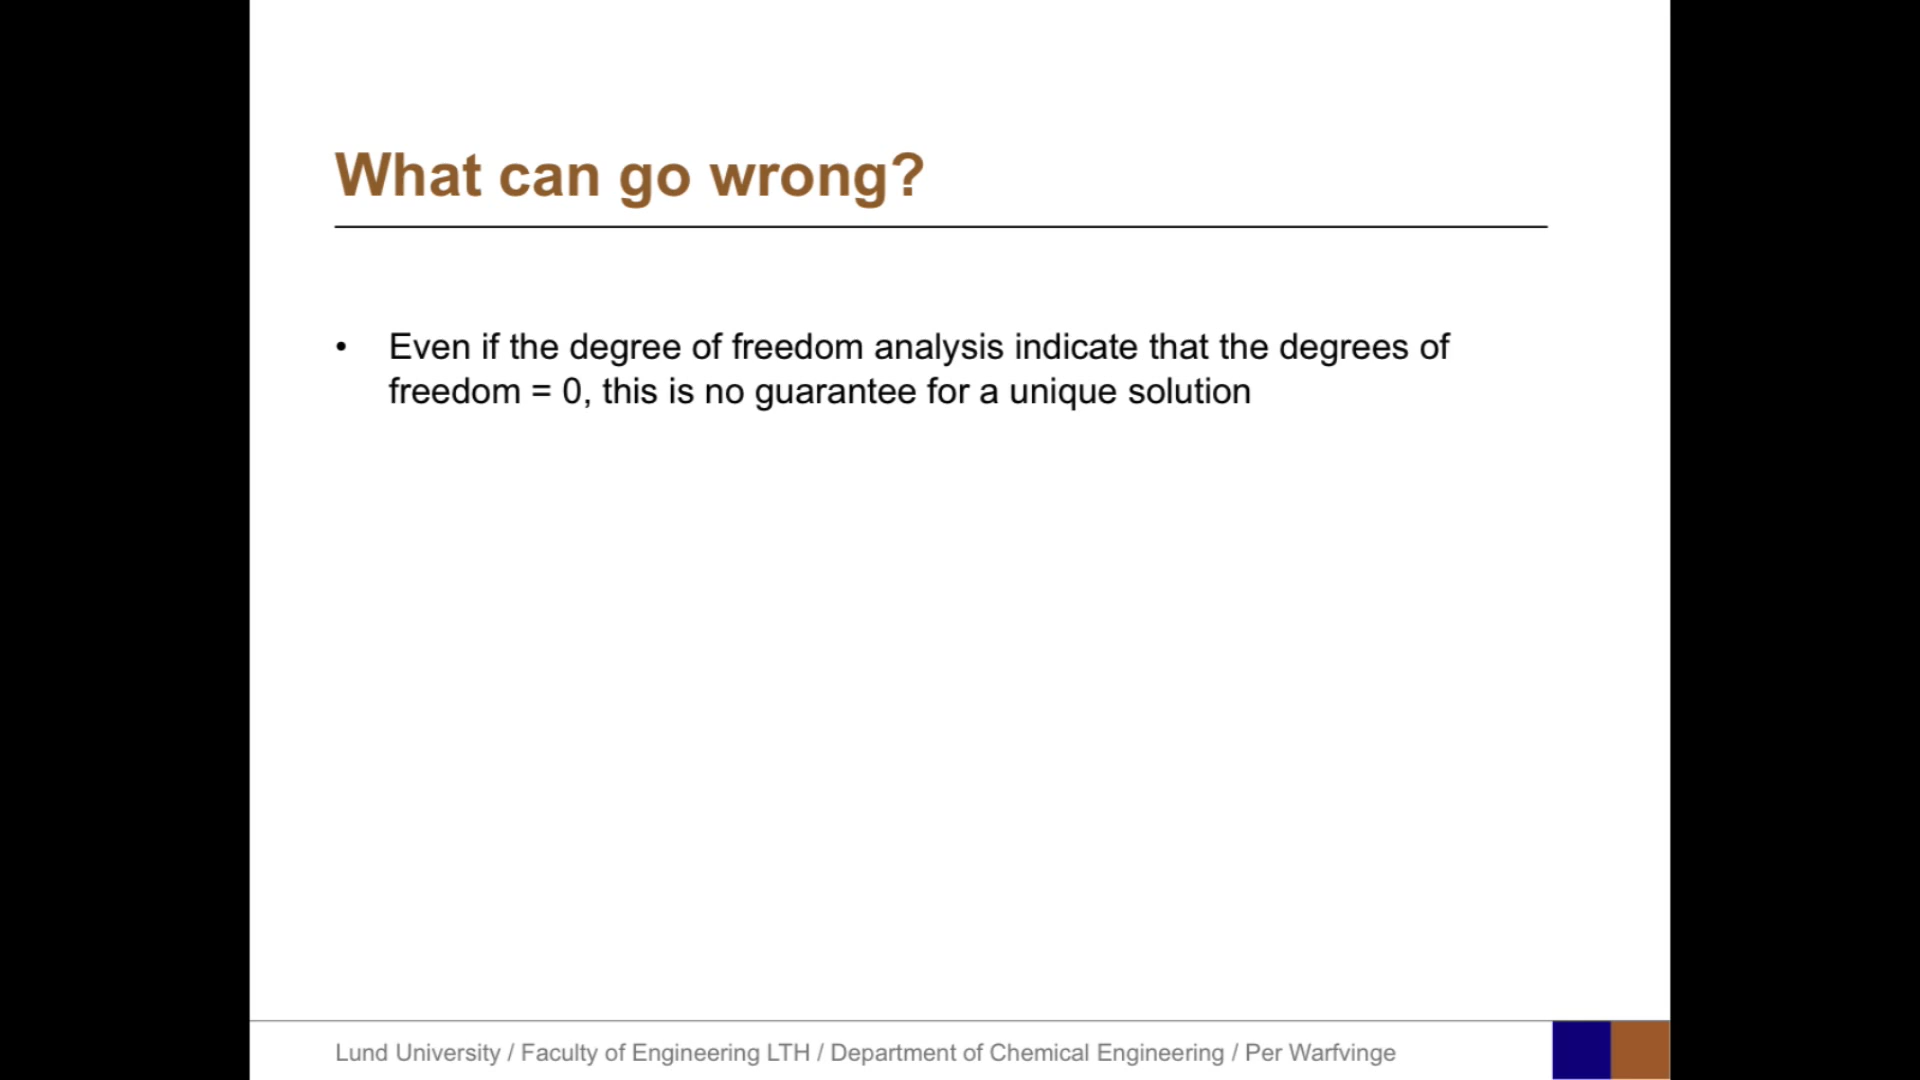 What can go wrong?
• Even if the degree of freedom analysis indicate that the degrees of
freedom = 0, this is no guarantee for a unique solution
Lund University / Faculty of Engineering LTH / Department of Chemical Engineering / Per Warfvinge